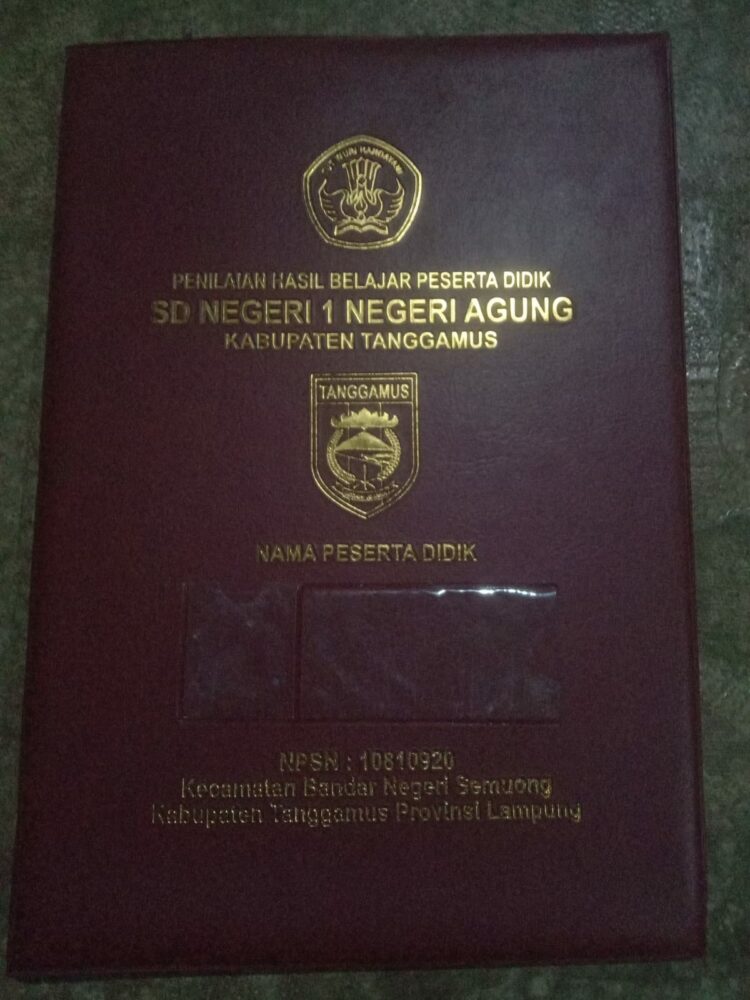 TUT WURI HANDAYANI
PENILAIAN HASIL BELAJAR PESERTA DIDIK
SD NEGERI 1 NEGERI AGUNG
KABUPATEN TANGGAMUS
TANGGAMUS
NAMA PESERTA DIDIK
NPSN : 10810920
Kecamatan Bandar Negeri Semuong
Kabupaten Tanggamus Provinsi Lampung